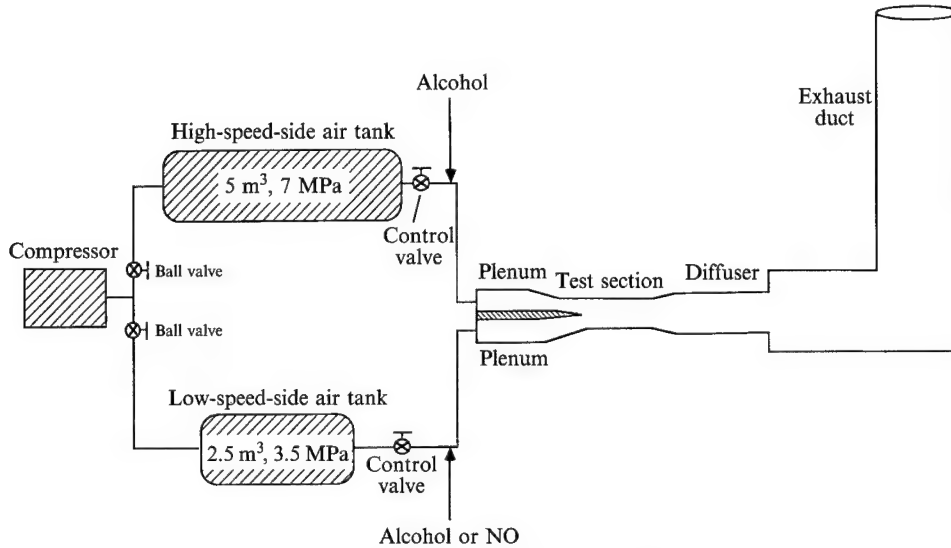 Alcohol
Exhaust
duct
High-speed-side air tank
5 m³, 7 MPa
Control
valve
Compressor
Ball valve
Plenum
Test section
Diffuser
Ball valve
Plenum
Low-speed-side air tank
2.5 m³, 3.5 MPa
Control
valve
Alcohol or NO